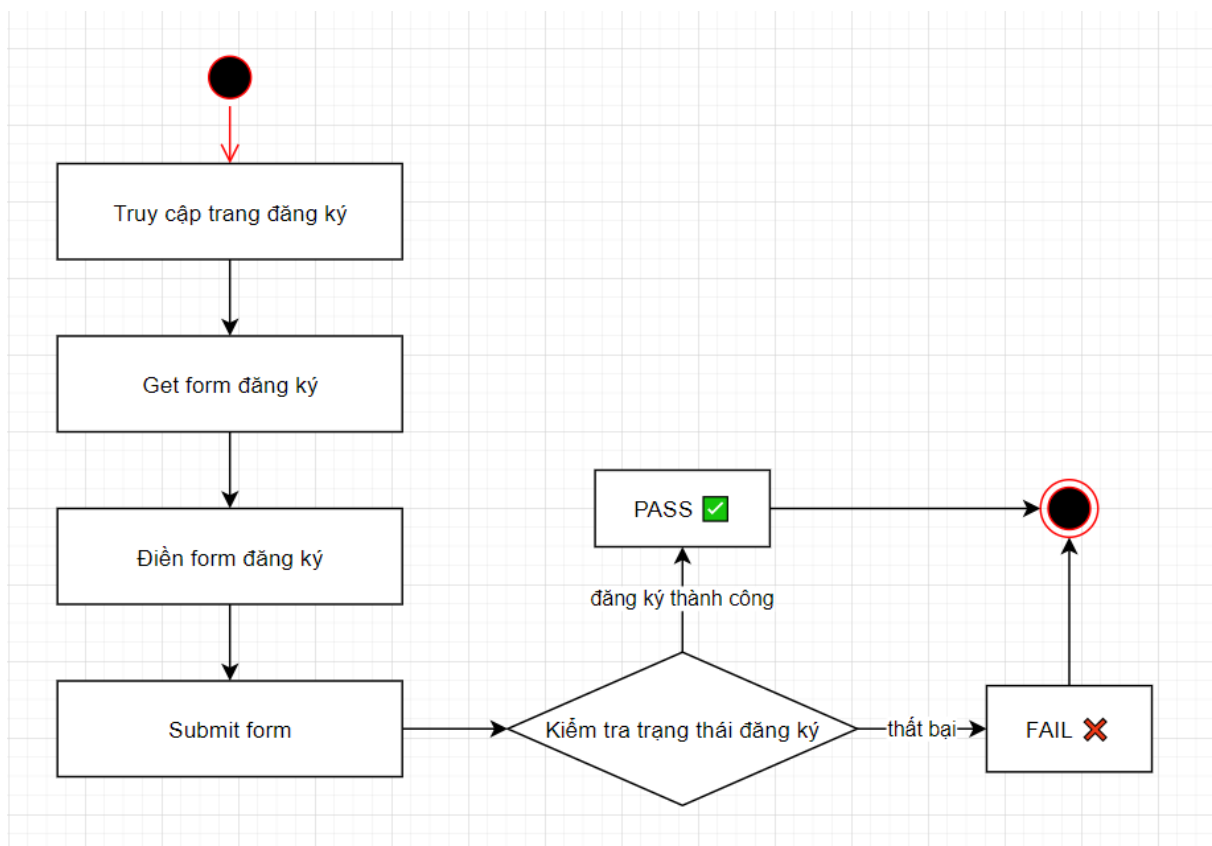 Truy cập trang đăng ký
Get form đăng ký
Điền form đăng ký
Submit form
Kiểm tra trạng thái đăng ký
đăng ký thành công
PASS ✅
thất bại
FAIL ❌